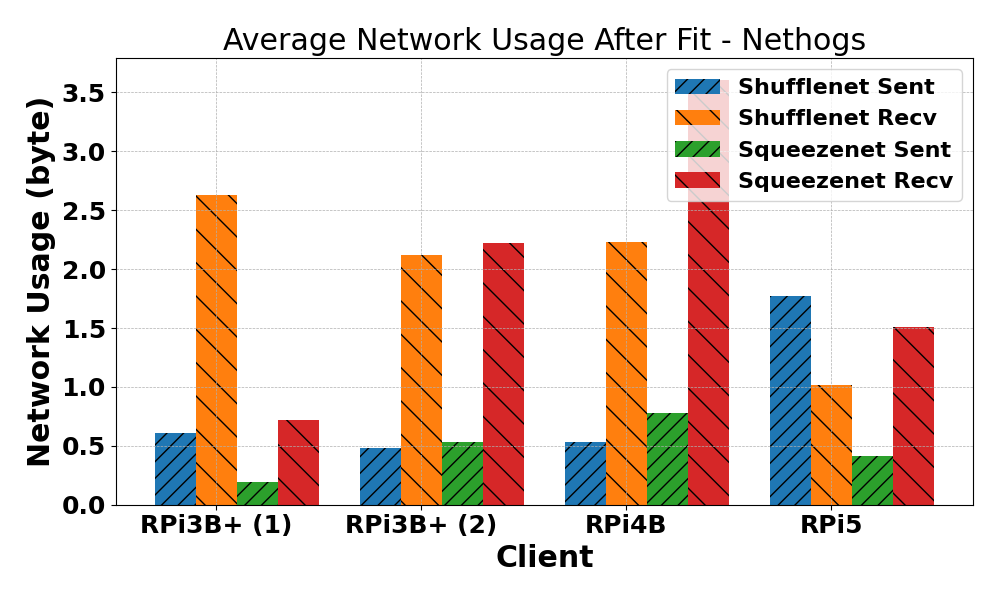 Average Network Usage After Fit - Nethogs
Shufflenet Sent
Shufflenet Recv
Squeezenet Sent
Squeezenet Recv
Network Usage (byte)
3.5
3.0
2.5
2.0
1.5
1.0
0.5
0.0
RPi3B+ (1) RPi3B+ (2) RPi4B RPi5
Client